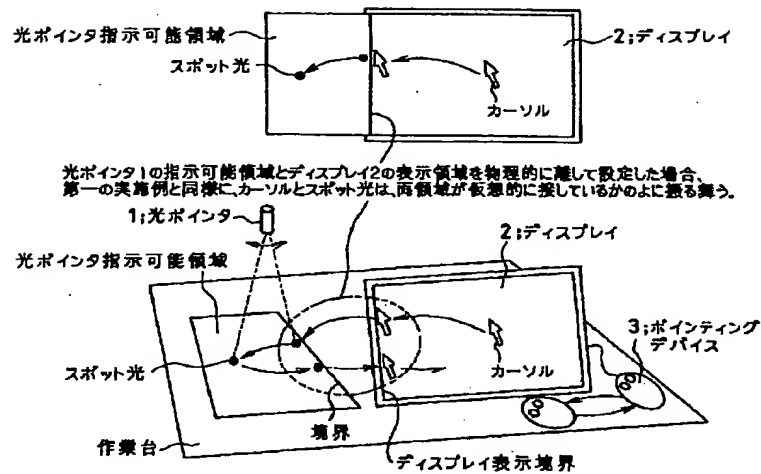 光ポインタ指示可能領域
スポット光
2;ディスプレイ
カーソル
光ポインタ1の指示可能領域とディスプレイ2の表示領域を物理的に離して設定した場合、
第一の実施例と同様に、カーソルとスポット光は、両領域が仮想的に接しているかのよに振る舞う。
1;光ポインタ
2;ディスプレイ
光ポインタ指示可能領域
3;ポインティング
デバイス
スポット光
カーソル
境界
作業台
ディスプレイ表示境界